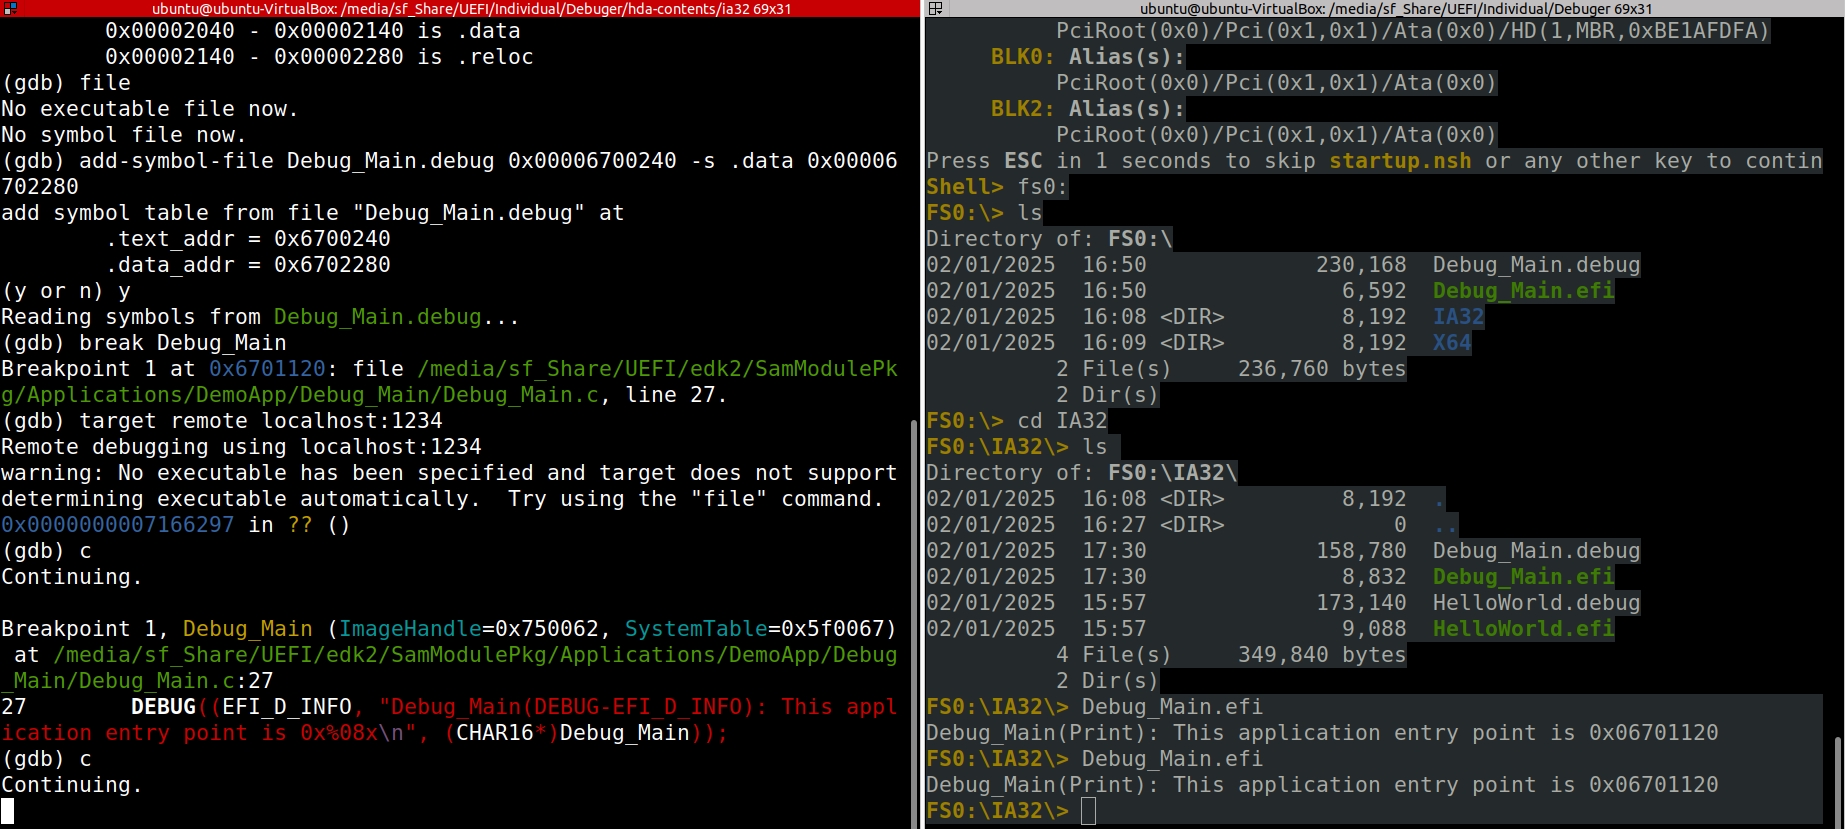 ubuntu@ubuntu-VirtualBox: /media/sf_Share/UEFI/Individual/Debuger/hda-contents/ia32 69x31
0x00002040 - 0x00002140 is .data
0x00002140 - 0x00002280 is .reloc
(gdb) file
No executable file now.
No symbol file now.
(gdb) add-symbol-file Debug_Main.debug 0x00006700240 -s .data 0x00006
702280
add symbol table from file "Debug_Main.debug" at
.text_addr = 0x6700240
.data_addr = 0x6702280
(y or n) y
Reading symbols from Debug_Main.debug...
(gdb) break Debug_Main
Breakpoint 1 at 0x6701120: file /media/sf_Share/UEFI/edk2/SamModulePk
g/Applications/DemoApp/Debug_Main/Debug_Main.c, line 27.
(gdb) target remote localhost:1234
Remote debugging using localhost:1234
warning: No executable has been specified and target does not support
determining executable automatically.  Try using the "file" command.
0x0000000007166297 in ?? ()
(gdb) c
Continuing.
Breakpoint 1, Debug_Main (ImageHandle=0x750062, SystemTable=0x5f0067)
at /media/sf_Share/UEFI/edk2/SamModulePkg/Applications/DemoApp/Debug
_Main/Debug_Main.c:27
27        DEBUG((EFI_D_INFO, "Debug_Main(DEBUG-EFI_D_INFO): This appl
ication entry point is 0x%08x\n", (CHAR16*)Debug_Main));
(gdb) c
Continuing.
ubuntu@ubuntu-VirtualBox: /media/sf_Share/UEFI/Individual/Debuger 69x31
PciRoot(0x0)/Pci(0x1,0x1)/Ata(0x0)/HD(1,MBR,0xBE1AFDFA)
BLK0: Alias(s):
PciRoot(0x0)/Pci(0x1,0x1)/Ata(0x0)
BLK2: Alias(s):
PciRoot(0x0)/Pci(0x1,0x1)/Ata(0x0)
Press ESC in 1 seconds to skip startup.nsh or any other key to contin
Shell> fs0:
FS0:\> ls
Directory of: FS0:\
02/01/2025  16:50             230,168  Debug_Main.debug
02/01/2025  16:50               6,592  Debug_Main.efi
02/01/2025  16:08 <DIR>         8,192  IA32
02/01/2025  16:09 <DIR>         8,192  X64
2 File(s)     236,760 bytes
2 Dir(s)
FS0:\> cd IA32
FS0:\IA32\> ls
Directory of: FS0:\IA32\
02/01/2025  16:08 <DIR>         8,192  .
02/01/2025  16:27 <DIR>             0  ..
02/01/2025  17:30             158,780  Debug_Main.debug
02/01/2025  17:30               8,832  Debug_Main.efi
02/01/2025  15:57             173,140  HelloWorld.debug
02/01/2025  15:57               9,088  HelloWorld.efi
4 File(s)     349,840 bytes
2 Dir(s)
FS0:\IA32\> Debug_Main.efi
Debug_Main(Print): This application entry point is 0x06701120
FS0:\IA32\> Debug_Main.efi
Debug_Main(Print): This application entry point is 0x06701120
FS0:\IA32\>